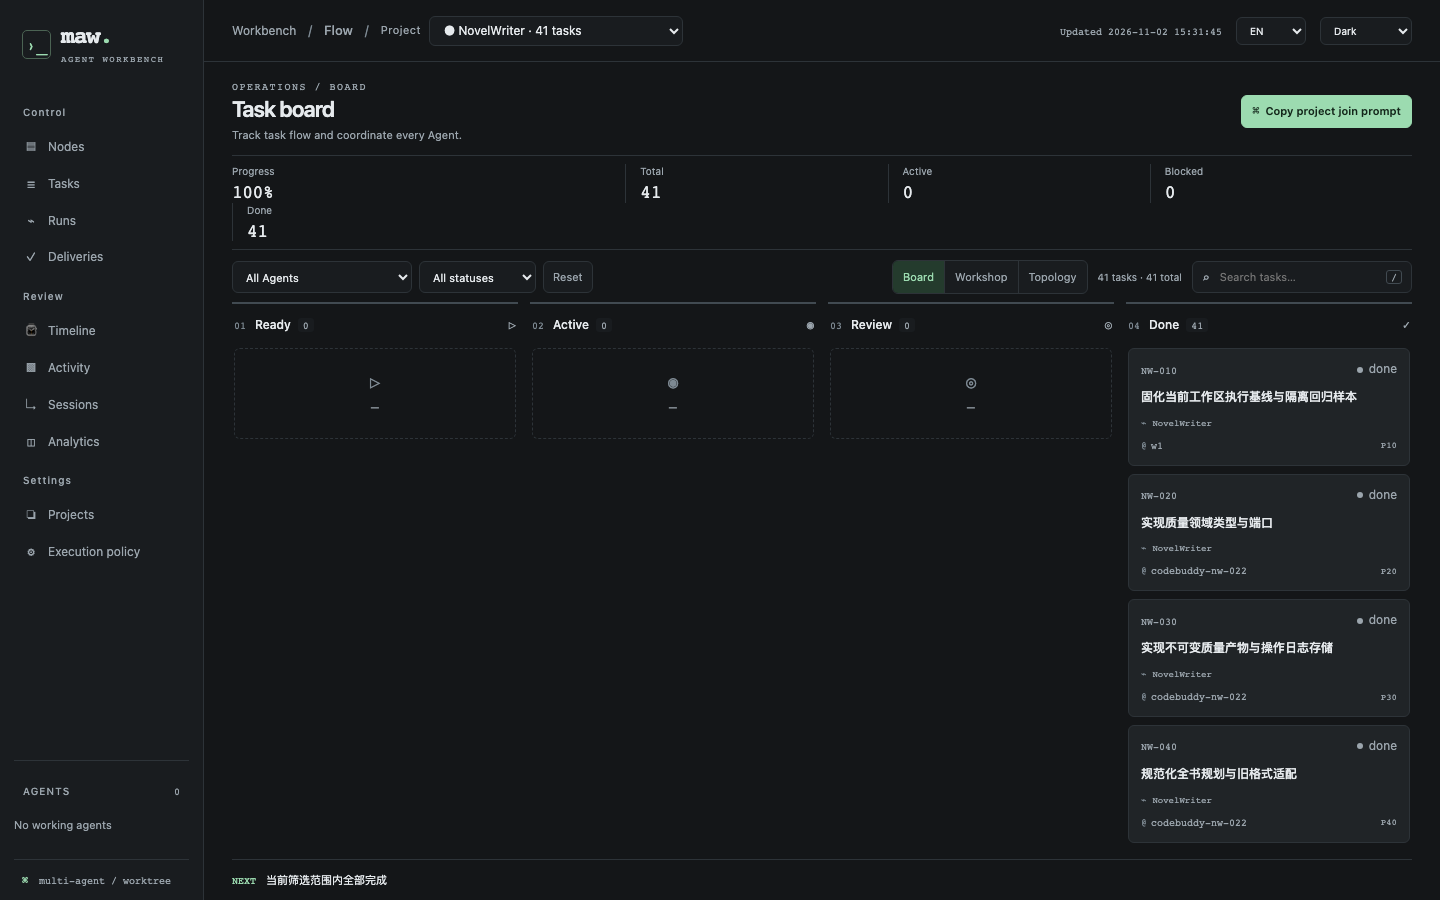 maw.
AGENT WORKBENCH
Control
Nodes
Tasks
Runs
Deliveries
Review
Timeline
Activity
Sessions
Analytics
Settings
Projects
Execution policy
AGENTS 0
No working agents
multi-agent / worktree
Workbench / Flow / Project NovelWriter · 41 tasks
Updated 2026-11-02 15:31:45 EN Dark
OPERATIONS / BOARD
Task board
Track task flow and coordinate every Agent.
⌘ Copy project join prompt
Progress
100%
Total
41
Active
0
Blocked
0
Done
41
All Agents All statuses Reset
Board Workshop Topology 41 tasks · 41 total Search tasks... /
01 Ready 0
—
02 Active 0
—
03 Review 0
—
04 Done 41 ✓
NW-010 done
固化当前工作区执行基线与隔离回归样本
NovelWriter
@ w1 P10
NW-020 done
实现质量领域类型与端口
NovelWriter
@ codebuddy-nw-022 P20
NW-030 done
实现不可变质量产物与操作日志存储
NovelWriter
@ codebuddy-nw-022 P30
NW-040 done
规范化全书规划与旧格式适配
NovelWriter
@ codebuddy-nw-022 P40
NEXT 当前筛选范围内全部完成